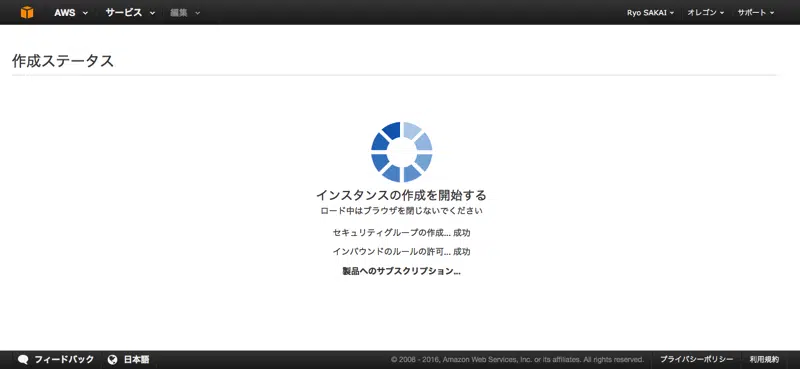 AWS サービス 編集 Ryo SAKAI オレゴン サポート
作成ステータス
インスタンスの作成を開始する
ロード中はブラウザを閉じないでください
セキュリティグループの作成... 成功
インバウンドのルールの許可... 成功
製品へのサブスクリプション...
フィードバック 日本語 © 2006 - 2016, Amazon Web Services, Inc. or its affiliates. All rights reserved. プライバシーポリシー 利用規約